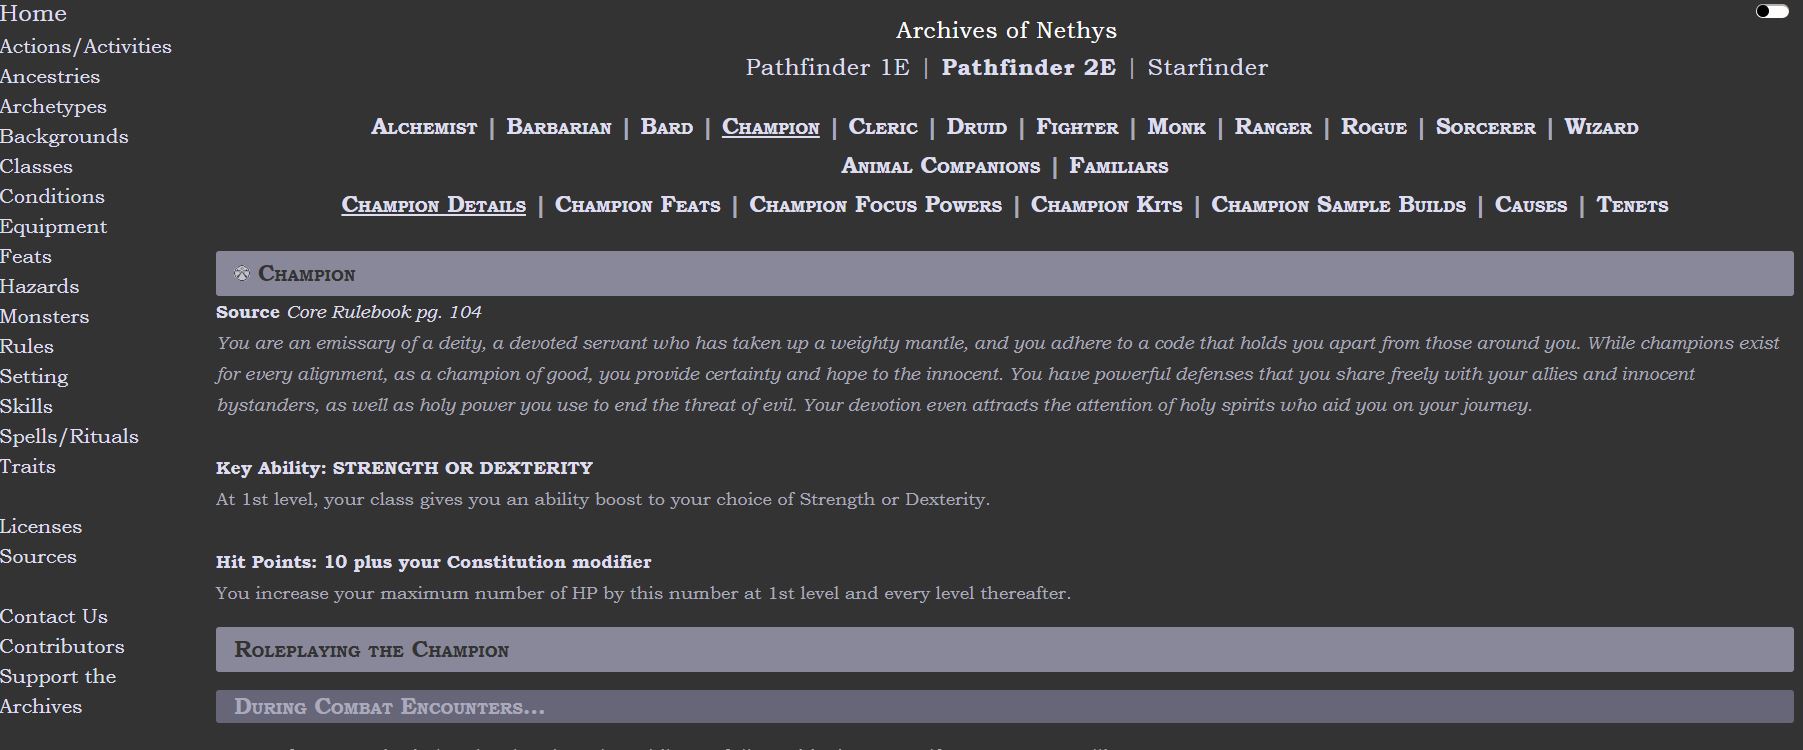 Home
Actions/Activities
Ancestries
Archetypes
Backgrounds
Classes
Conditions
Equipment
Feats
Hazards
Monsters
Rules
Setting
Skills
Spells/Rituals
Traits
Licenses
Sources
Contact Us
Contributors
Support the
Archives
Archives of Nethys
Pathfinder 1E | Pathfinder 2E | Starfinder
Alchemist | Barbarian | Bard | Champion | Cleric | Druid | Fighter | Monk | Ranger | Rogue | Sorcerer | Wizard
Animal Companions | Familiars
Champion Details | Champion Feats | Champion Focus Powers | Champion Kits | Champion Sample Builds | Causes | Tenets
Champion
Source Core Rulebook pg. 104
You are an emissary of a deity, a devoted servant who has taken up a weighty mantle, and you adhere to a code that holds you apart from those around you. While champions exist
for every alignment, as a champion of good, you provide certainty and hope to the innocent. You have powerful defenses that you share freely with your allies and innocent
bystanders, as well as holy power you use to end the threat of evil. Your devotion even attracts the attention of holy spirits who aid you on your journey.
Key Ability: STRENGTH OR DEXTERITY
At 1st level, your class gives you an ability boost to your choice of Strength or Dexterity.
Hit Points: 10 plus your Constitution modifier
You increase your maximum number of HP by this number at 1st level and every level thereafter.
Roleplaying the Champion
During Combat Encounters...